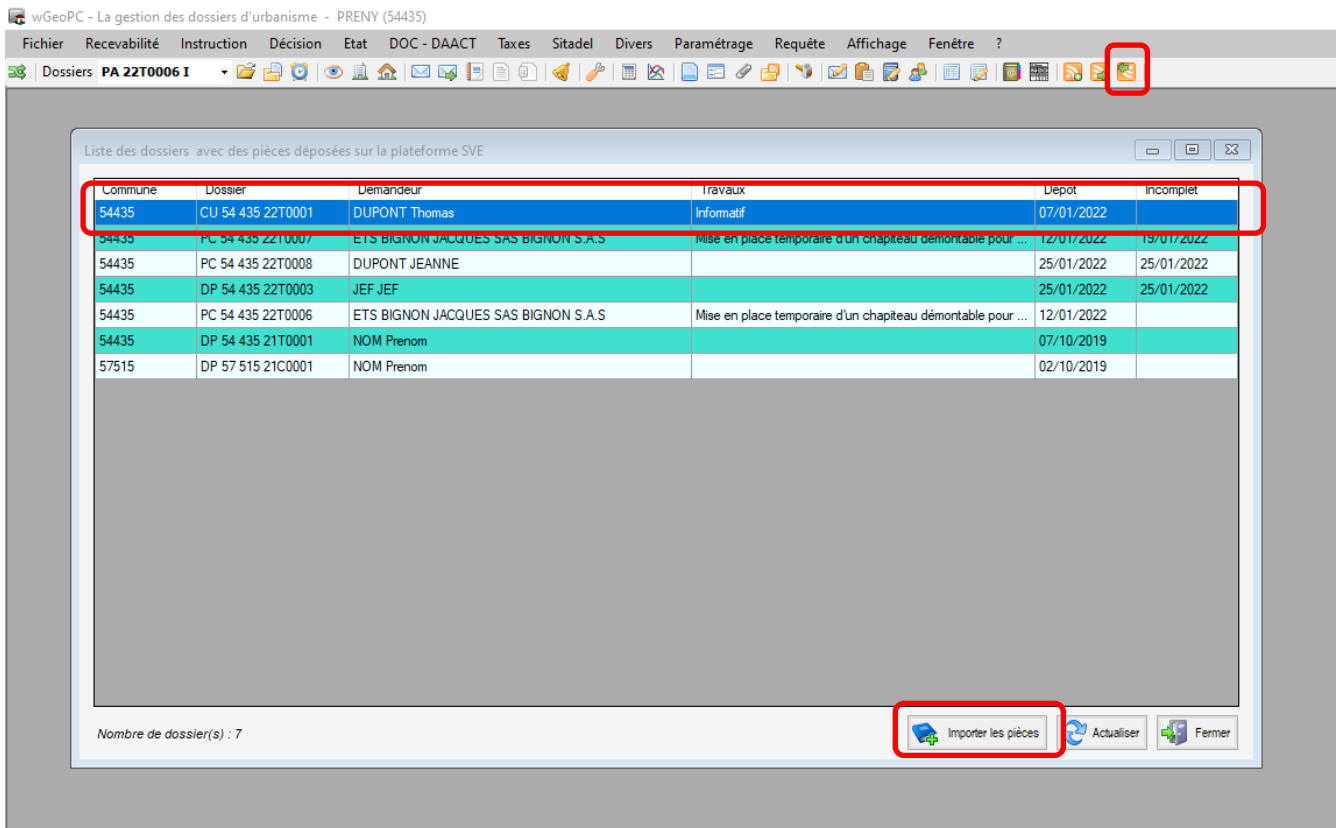 wGeoPC - La gestion des dossiers d'urbanisme - PRENY (54435)
Fichier Recevabilité Instruction Décision Etat DOC - DAACT Taxes Sitadel Divers Paramétrage Requête Affichage Fenêtre ?
Dossiers PA 22T0006 I
Liste des dossiers avec des pièces déposées sur la plateforme SVE
Commune Dossier Demandeur Travaux Depot Incomplet
54435 CU 54 435 22T0001 DUPONT Thomas Informatif 07/01/2022
54435 PC 54 435 22T0007 ETS BIGNON JACQUES SAS BIGNON S.A.S Mise en place temporaire d'un chapiteau démontable pour ... 12/01/2022 19/01/2022
54435 PC 54 435 22T0008 DUPONT JEANNE 25/01/2022 25/01/2022
54435 DP 54 435 22T0003 JEF JEF 25/01/2022 25/01/2022
54435 PC 54 435 22T0006 ETS BIGNON JACQUES SAS BIGNON S.A.S Mise en place temporaire d'un chapiteau démontable pour ... 12/01/2022
54435 DP 54 435 21T0001 NOM Prenom 07/10/2019
57515 DP 57 515 21C0001 NOM Prenom 02/10/2019
Nombre de dossier(s) : 7 Importer les pièces Actualiser Fermer